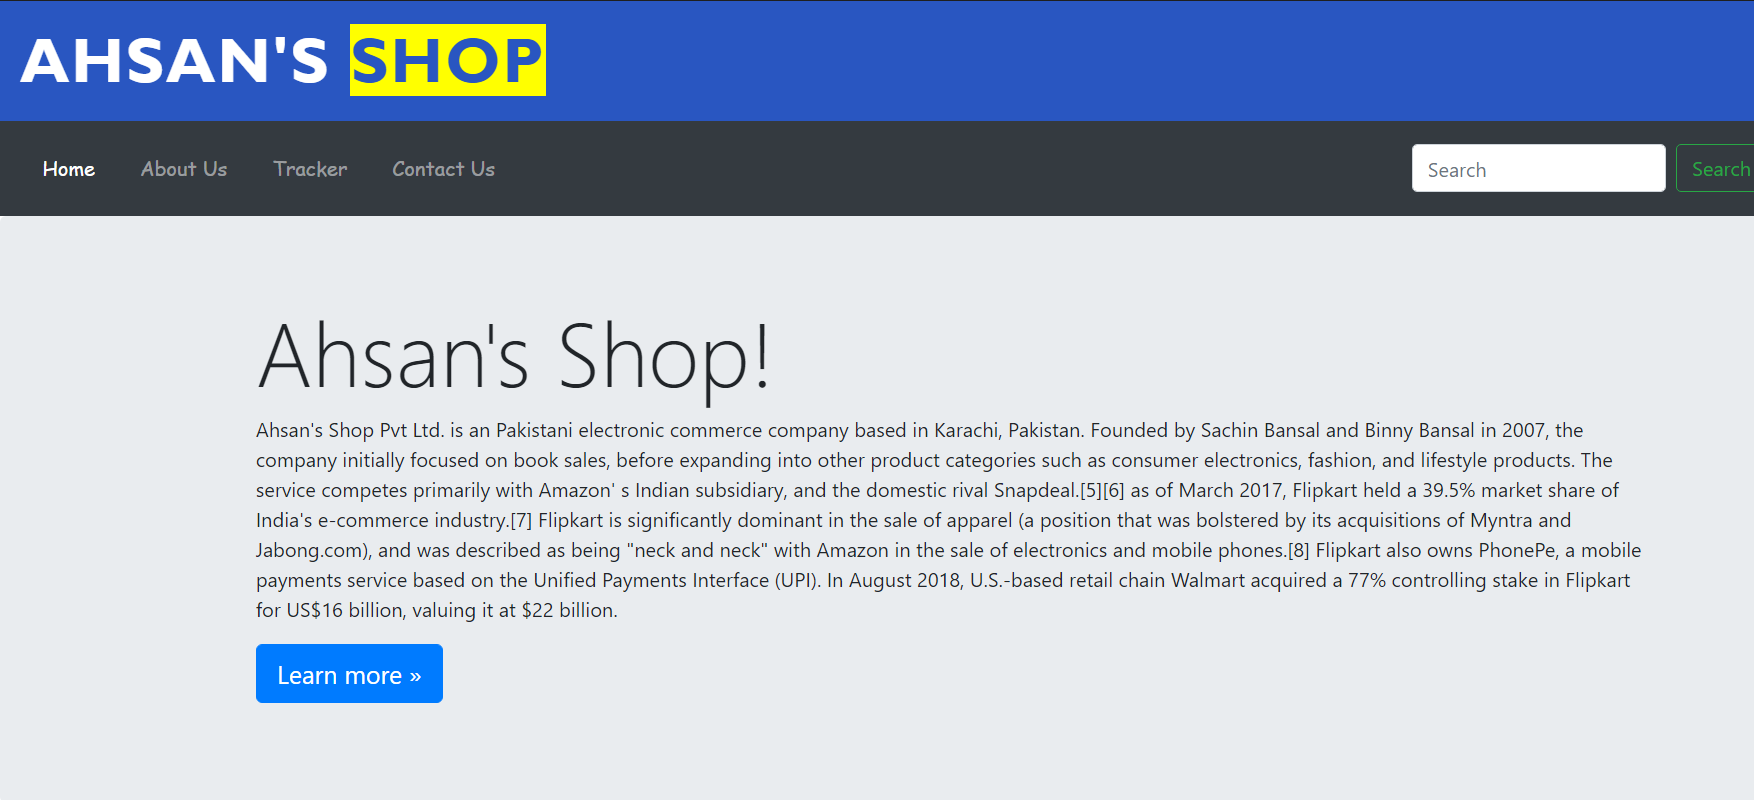 AHSAN'S SHOP
Home About Us Tracker Contact Us Search Search
Ahsan's Shop!
Ahsan's Shop Pvt Ltd. is an Pakistani electronic commerce company based in Karachi, Pakistan. Founded by Sachin Bansal and Binny Bansal in 2007, the
company initially focused on book sales, before expanding into other product categories such as consumer electronics, fashion, and lifestyle products. The
service competes primarily with Amazon' s Indian subsidiary, and the domestic rival Snapdeal.[5][6] as of March 2017, Flipkart held a 39.5% market share of
India's e-commerce industry.[7] Flipkart is significantly dominant in the sale of apparel (a position that was bolstered by its acquisitions of Myntra and
Jabong.com), and was described as being "neck and neck" with Amazon in the sale of electronics and mobile phones.[8] Flipkart also owns PhonePe, a mobile
payments service based on the Unified Payments Interface (UPI). In August 2018, U.S.-based retail chain Walmart acquired a 77% controlling stake in Flipkart
for US$16 billion, valuing it at $22 billion.
Learn more »